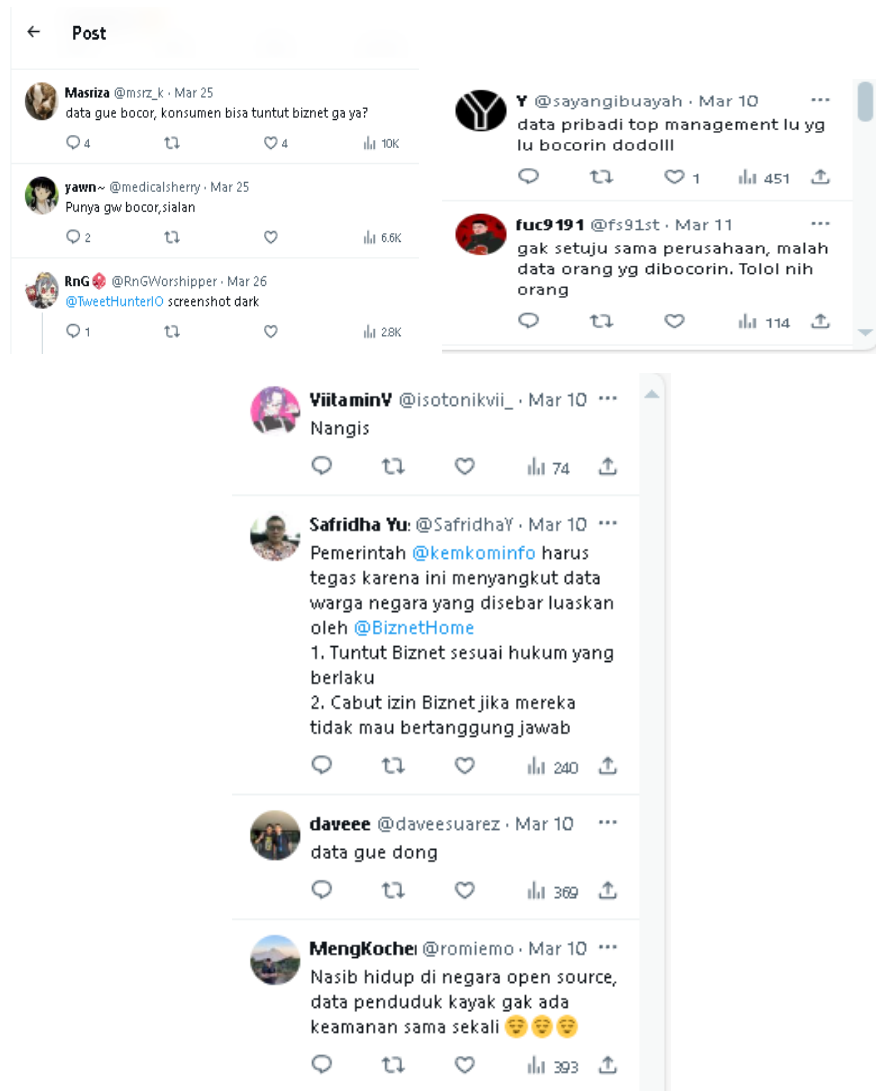 Post
Masriza @msrz_k · Mar 25
data gue bocor, konsumen bisa tuntut biznet ga ya?
4 4 10K
yawn~ @medicalsherry · Mar 25
Punya gw bocor,sialan
2 6.6K
RnG @RnGWorshipper · Mar 26
@TweetHunterIO screenshot dark
1 2.8K
Y @sayangibuayah · Mar 10
data pribadi top management lu yg
lu bocorin dodolll
1 451
fuc9191 @fs91st · Mar 11
gak setuju sama perusahaan, malah
data orang yg dibocorin. Tolol nih
orang
114
ViitaminV @isotonikvii_ · Mar 10
Nangis
74
Safridha Yu @SafridhaY · Mar 10
Pemerintah @kemkominfo harus
tegas karena ini menyangkut data
warga negara yang disebar luaskan
oleh @BiznetHome
1. Tuntut Biznet sesuai hukum yang
berlaku
2. Cabut izin Biznet jika mereka
tidak mau bertanggung jawab
240
daveee @daveesuarez · Mar 10
data gue dong
369
MengKoche @romiemo · Mar 10
Nasib hidup di negara open source,
data penduduk kayak gak ada
keamanan sama sekali 😌😌😌
393